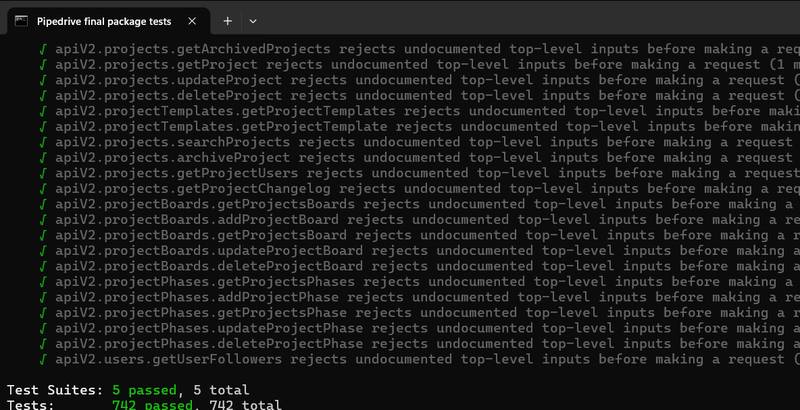 Pipedrive final package tests
√ apiV2.projects.getArchivedProjects rejects undocumented top-level inputs before making a req
√ apiV2.projects.getProject rejects undocumented top-level inputs before making a request (1 m
√ apiV2.projects.updateProject rejects undocumented top-level inputs before making a request (
√ apiV2.projects.deleteProject rejects undocumented top-level inputs before making a request (
√ apiV2.projectTemplates.getProjectTemplates rejects undocumented top-level inputs before maki
√ apiV2.projectTemplates.getProjectTemplate rejects undocumented top-level inputs before makin
√ apiV2.projects.searchProjects rejects undocumented top-level inputs before making a request
√ apiV2.projects.archiveProject rejects undocumented top-level inputs before making a request
√ apiV2.projects.getProjectUsers rejects undocumented top-level inputs before making a request
√ apiV2.projects.getProjectChangelog rejects undocumented top-level inputs before making a req
√ apiV2.projectBoards.getProjectsBoards rejects undocumented top-level inputs before making a
√ apiV2.projectBoards.addProjectBoard rejects undocumented top-level inputs before making a re
√ apiV2.projectBoards.getProjectsBoard rejects undocumented top-level inputs before making a r
√ apiV2.projectBoards.updateProjectBoard rejects undocumented top-level inputs before making a
√ apiV2.projectBoards.deleteProjectBoard rejects undocumented top-level inputs before making a
√ apiV2.projectPhases.getProjectsPhases rejects undocumented top-level inputs before making a
√ apiV2.projectPhases.addProjectPhase rejects undocumented top-level inputs before making a re
√ apiV2.projectPhases.getProjectsPhase rejects undocumented top-level inputs before making a r
√ apiV2.projectPhases.updateProjectPhase rejects undocumented top-level inputs before making a
√ apiV2.projectPhases.deleteProjectPhase rejects undocumented top-level inputs before making a
√ apiV2.users.getUserFollowers rejects undocumented top-level inputs before making a request (
Test Suites: 5 passed, 5 total
Tests: 742 passed, 742 total